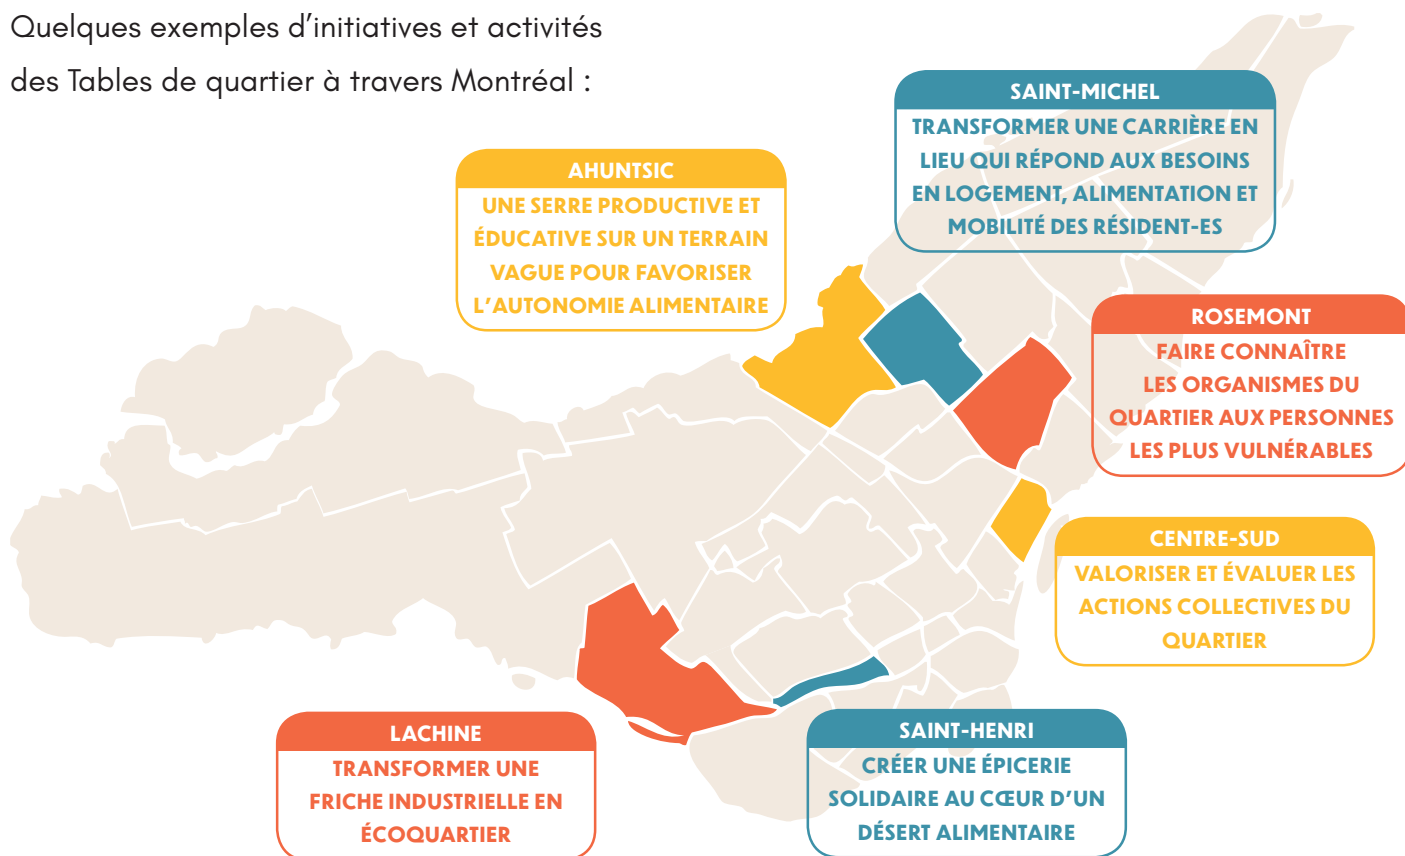 Quelques exemples d'initiatives et activités
des Tables de quartier à travers Montréal :
SAINT-MICHEL
TRANSFORMER UNE CARRIÈRE EN
LIEU QUI RÉPOND AUX BESOINS
EN LOGEMENT, ALIMENTATION ET
MOBILITÉ DES RÉSIDENT-ES
AHUNTSIC
UNE SERRE PRODUCTIVE ET
ÉDUCATIVE SUR UN TERRAIN
VAGUE POUR FAVORISER
L'AUTONOMIE ALIMENTAIRE
ROSEMONT
FAIRE CONNAÎTRE
LES ORGANISMES DU
QUARTIER AUX PERSONNES
LES PLUS VULNÉRABLES
CENTRE-SUD
VALORISER ET ÉVALUER LES
ACTIONS COLLECTIVES DU
QUARTIER
LACHINE
TRANSFORMER UNE
FRICHE INDUSTRIELLE EN
ÉCOQUARTIER
SAINT-HENRI
CRÉER UNE ÉPICERIE
SOLIDAIRE AU CŒUR D'UN
DÉSERT ALIMENTAIRE